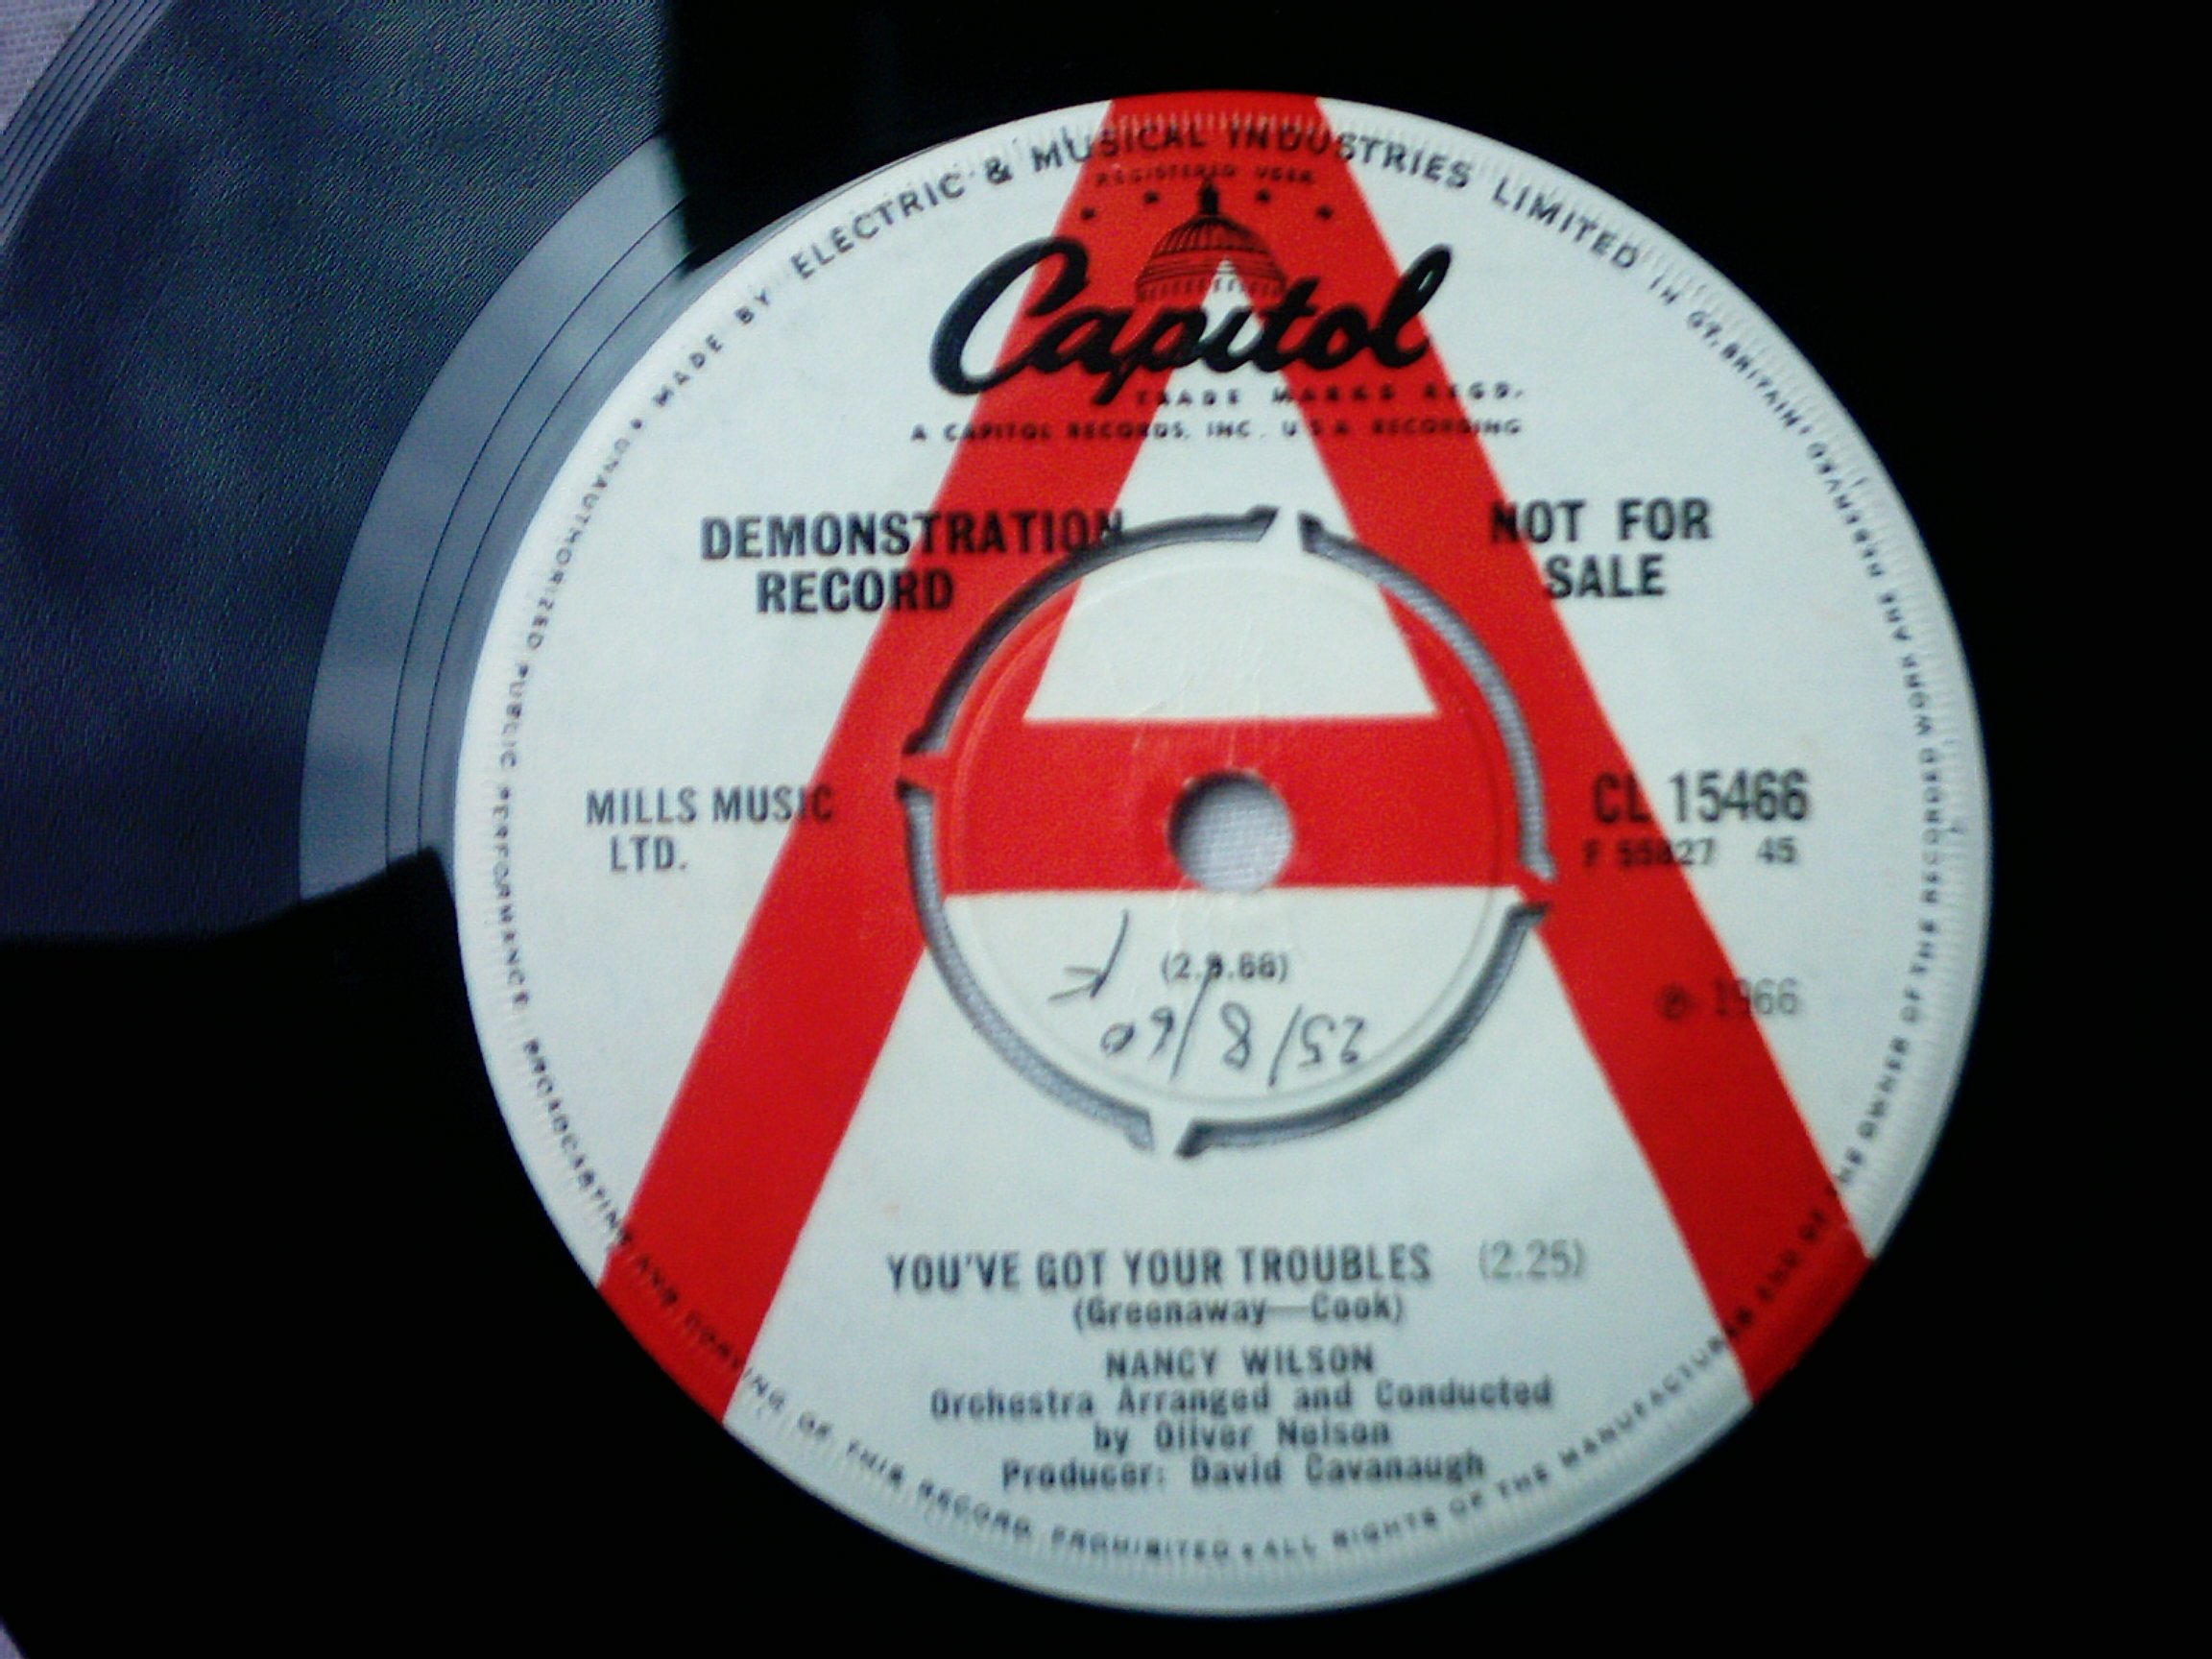 MADE BY ELECTRIC & MUSICAL INDUSTRIES LIMITED IN GT. BRITAIN
REGISTERED USER
Capitol
TRADE MARKS REGD.
A CAPITOL RECORDS, INC. U S A RECORDING
DEMONSTRATION
RECORD
NOT FOR
SALE
MILLS MUSIC
LTD.
CL 15466
F 55827 45
℗ 1966
(2.9.66)
25/8/66
YOU'VE GOT YOUR TROUBLES (2.25)
(Greenaway—Cook)
NANCY WILSON
Orchestra Arranged and Conducted
by Oliver Nelson
Producer: David Cavanaugh
UNAUTHORIZED PUBLIC PERFORMANCE BROADCASTING AND COPYING OF THIS RECORD PROHIBITED • ALL RIGHTS OF THE MANUFACTURER AND OF THE OWNER OF THE RECORDED WORK ARE RESERVED